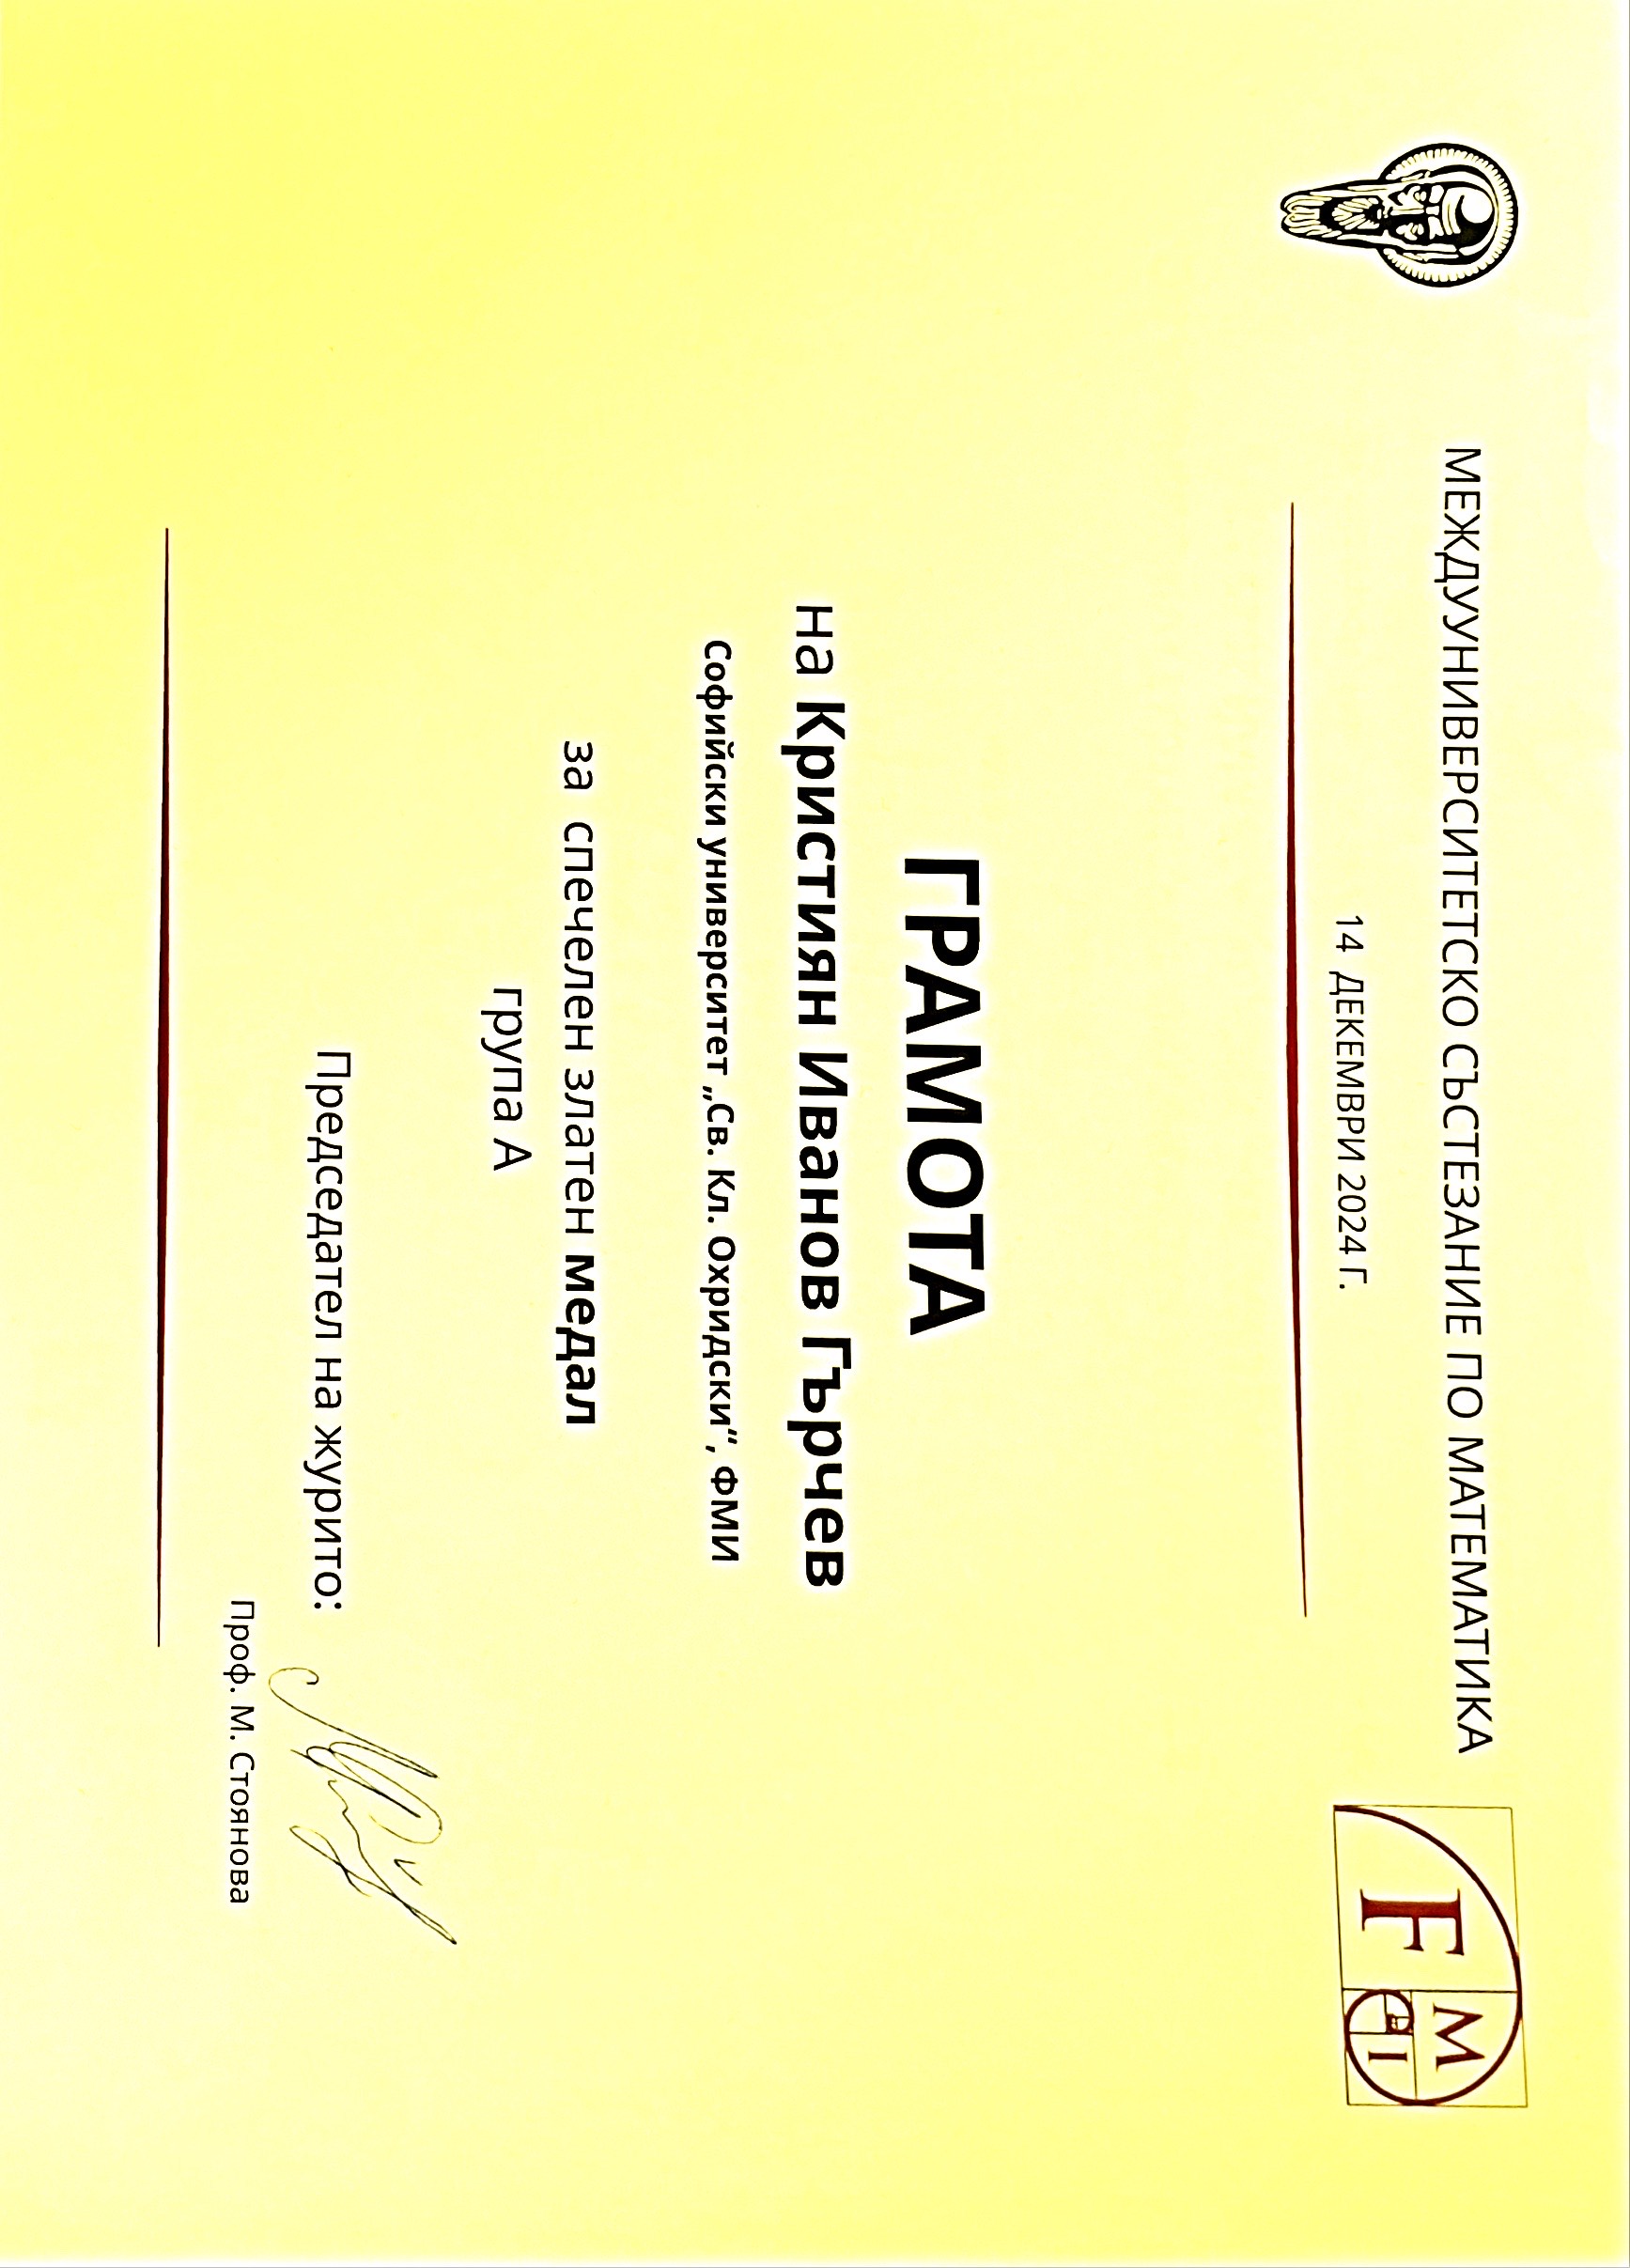 МЕЖДУУНИВЕРСИТЕТСКО СЪСТЕЗАНИЕ ПО МАТЕМАТИКА
F M I
14 ДЕКЕМВРИ 2024 Г.
ГРАМОТА
на Кристиян Иванов Гърчев
Софийски университет „Св. Кл. Охридски“, ФМИ
за спечелен златен медал
група А
Председател на журито:
Проф. М. Стоянова